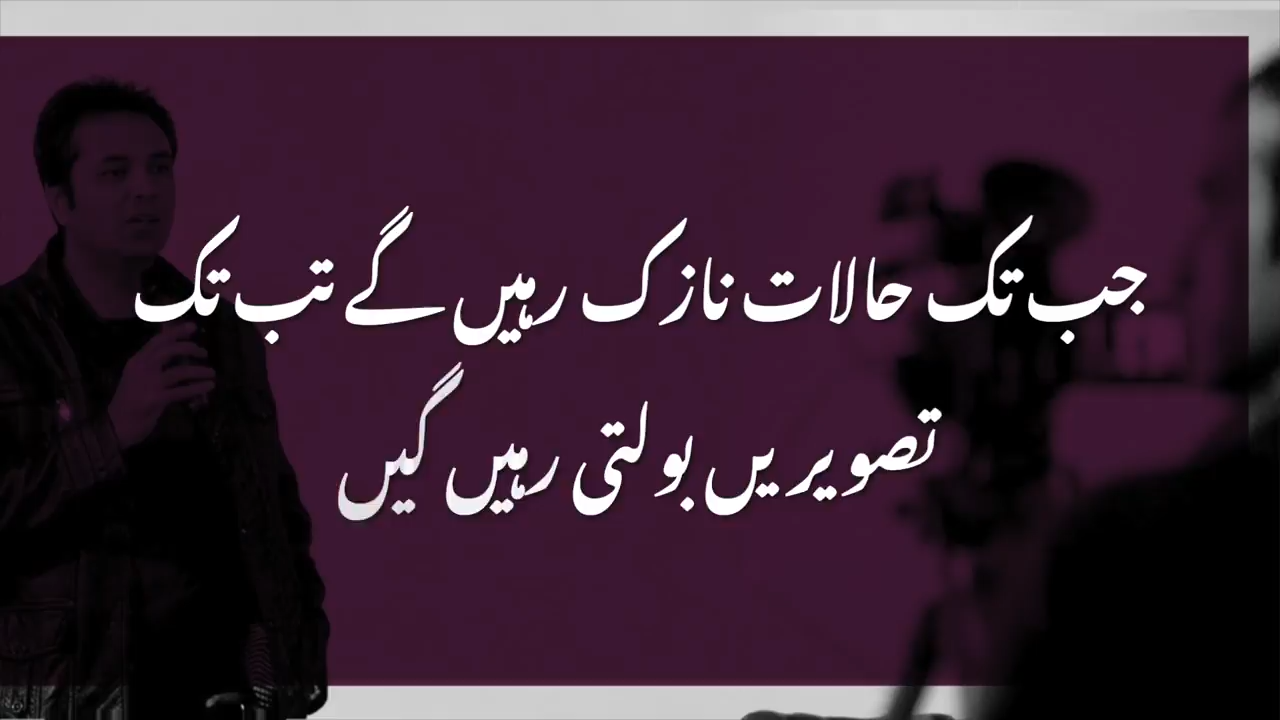 جب تک حالات نازک رہیں گے تب تک
تصویریں بولتی رہیں گیں